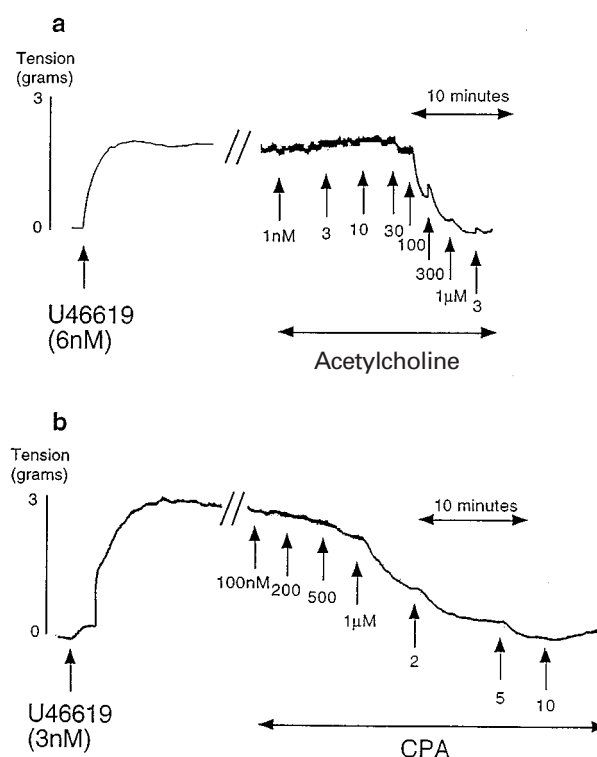 a
Tension
(grams)
3
0
10 minutes
1nM
3
10
30
100
300
1µM
3
U46619
(6nM)
Acetylcholine
b
Tension
(grams)
3
0
10 minutes
100nM
200
500
1µM
2
5
10
U46619
(3nM)
CPA